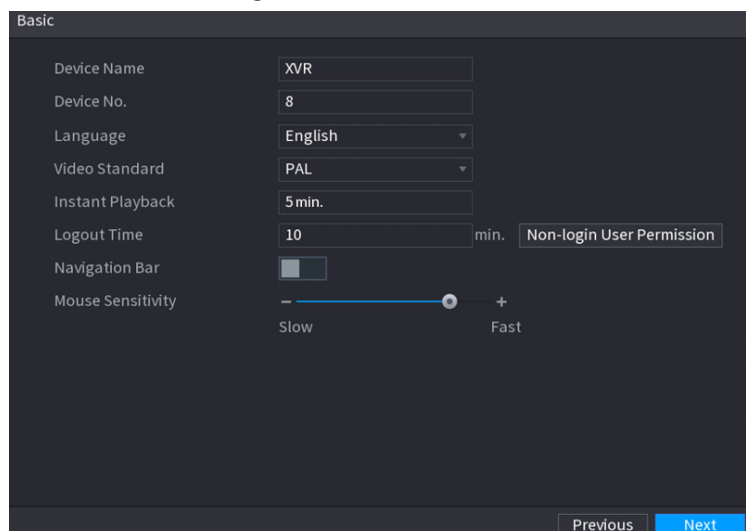 Basic
Device Name XVR
Device No. 8
Language English
Video Standard PAL
Instant Playback 5 min.
Logout Time 10 min. Non-login User Permission
Navigation Bar
Mouse Sensitivity − +
Slow Fast
Previous Next